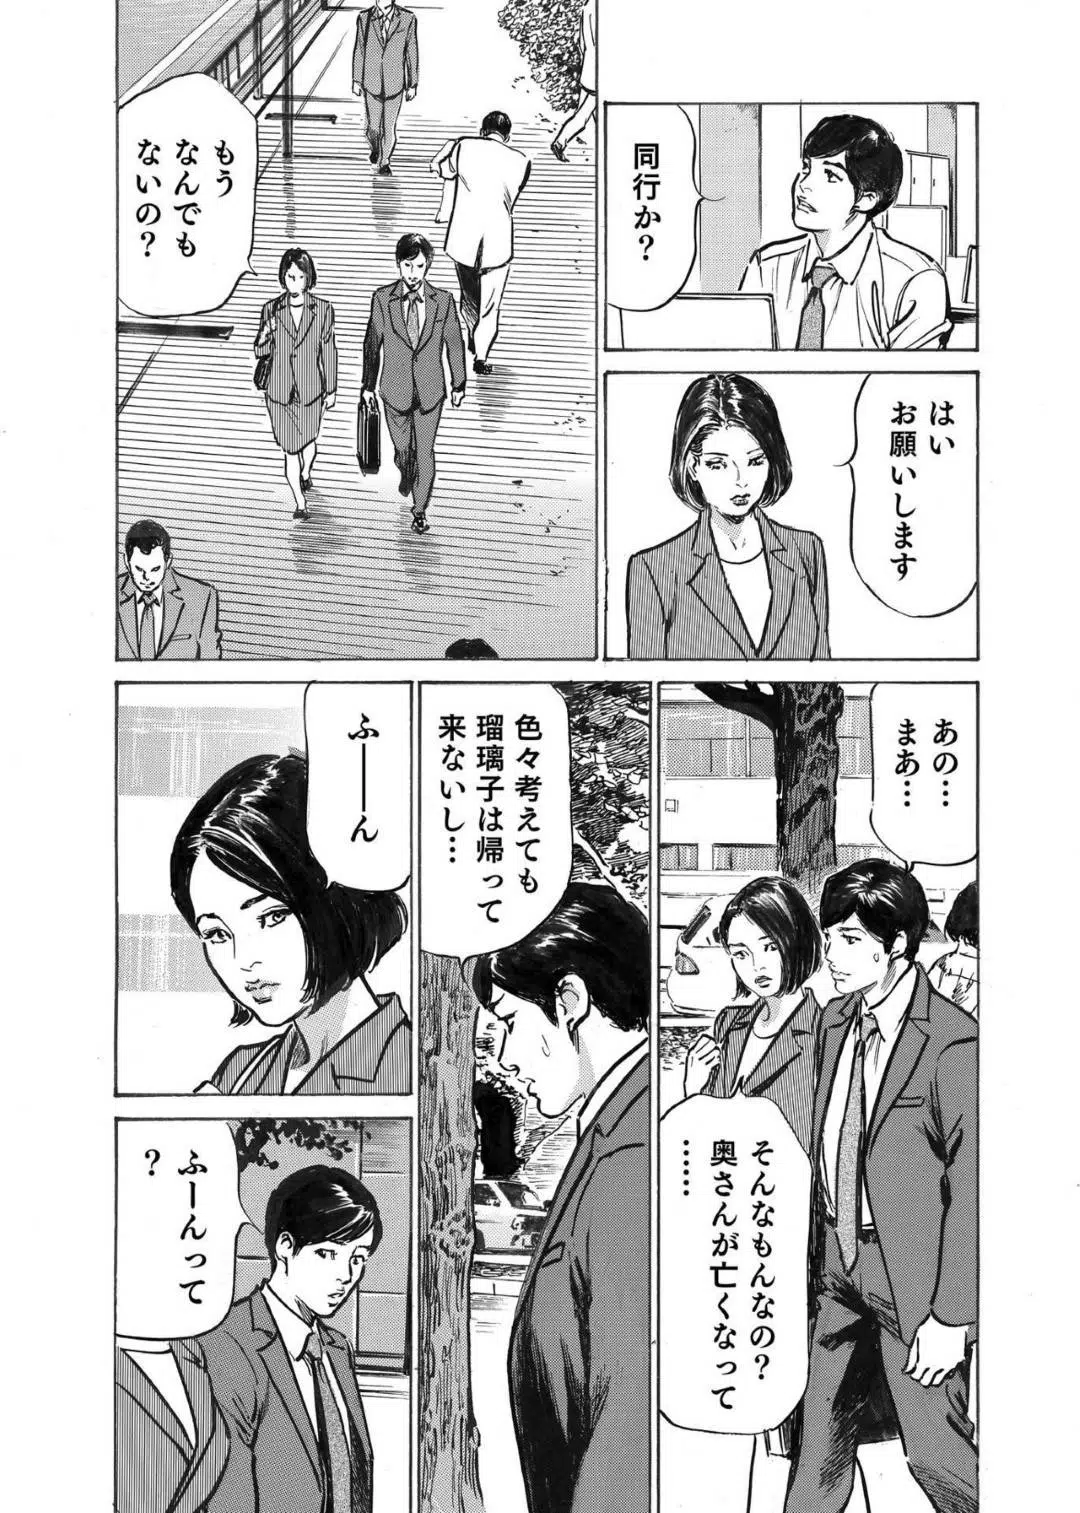 同行か？
はい
お願いします
もう
なんでも
ないの？
あの…
まあ…
そんなもんなの？
奥さんが亡くなって
……
色々考えても
瑠璃子は帰って
来ないし…
ふーーん
ふーんって
？